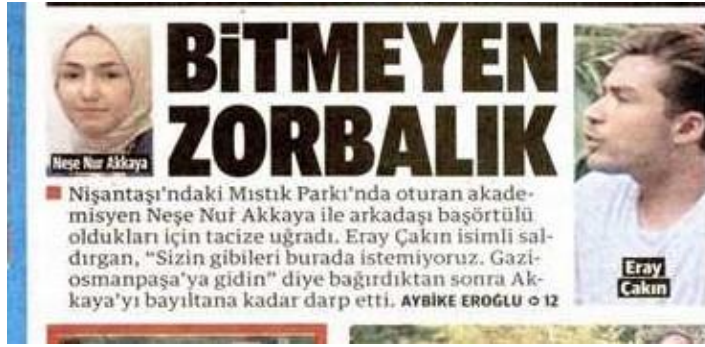 BİTMEYEN
ZORBALIK
Neşe Nur Akkaya
Nişantaşı'ndaki Mıstık Parkı'nda oturan akade-
misyen Neşe Nur Akkaya ile arkadaşı başörtülü
oldukları için tacize uğradı. Eray Çakın isimli sal-
dırgan, “Sizin gibileri burada istemiyoruz. Gazi-
osmanpaşa'ya gidin” diye bağırdıktan sonra Ak-
kaya'yı bayıltana kadar darp etti. AYBİKE EROĞLU 12
Eray
Çakın